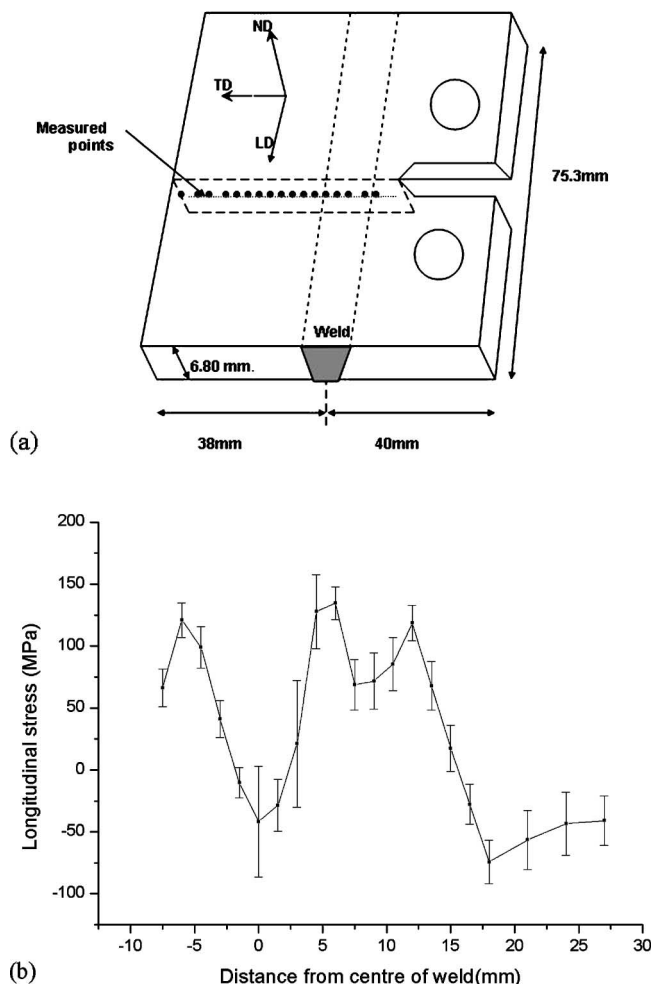 ND
TD
LD
Measured
points
75.3mm
Weld
6.80 mm.
38mm
40mm
(a)
200
150
100
50
0
-50
-100
Longitudinal stress (MPa)
-10
-5
0
5
10
15
20
25
30
Distance from centre of weld(mm)
(b)